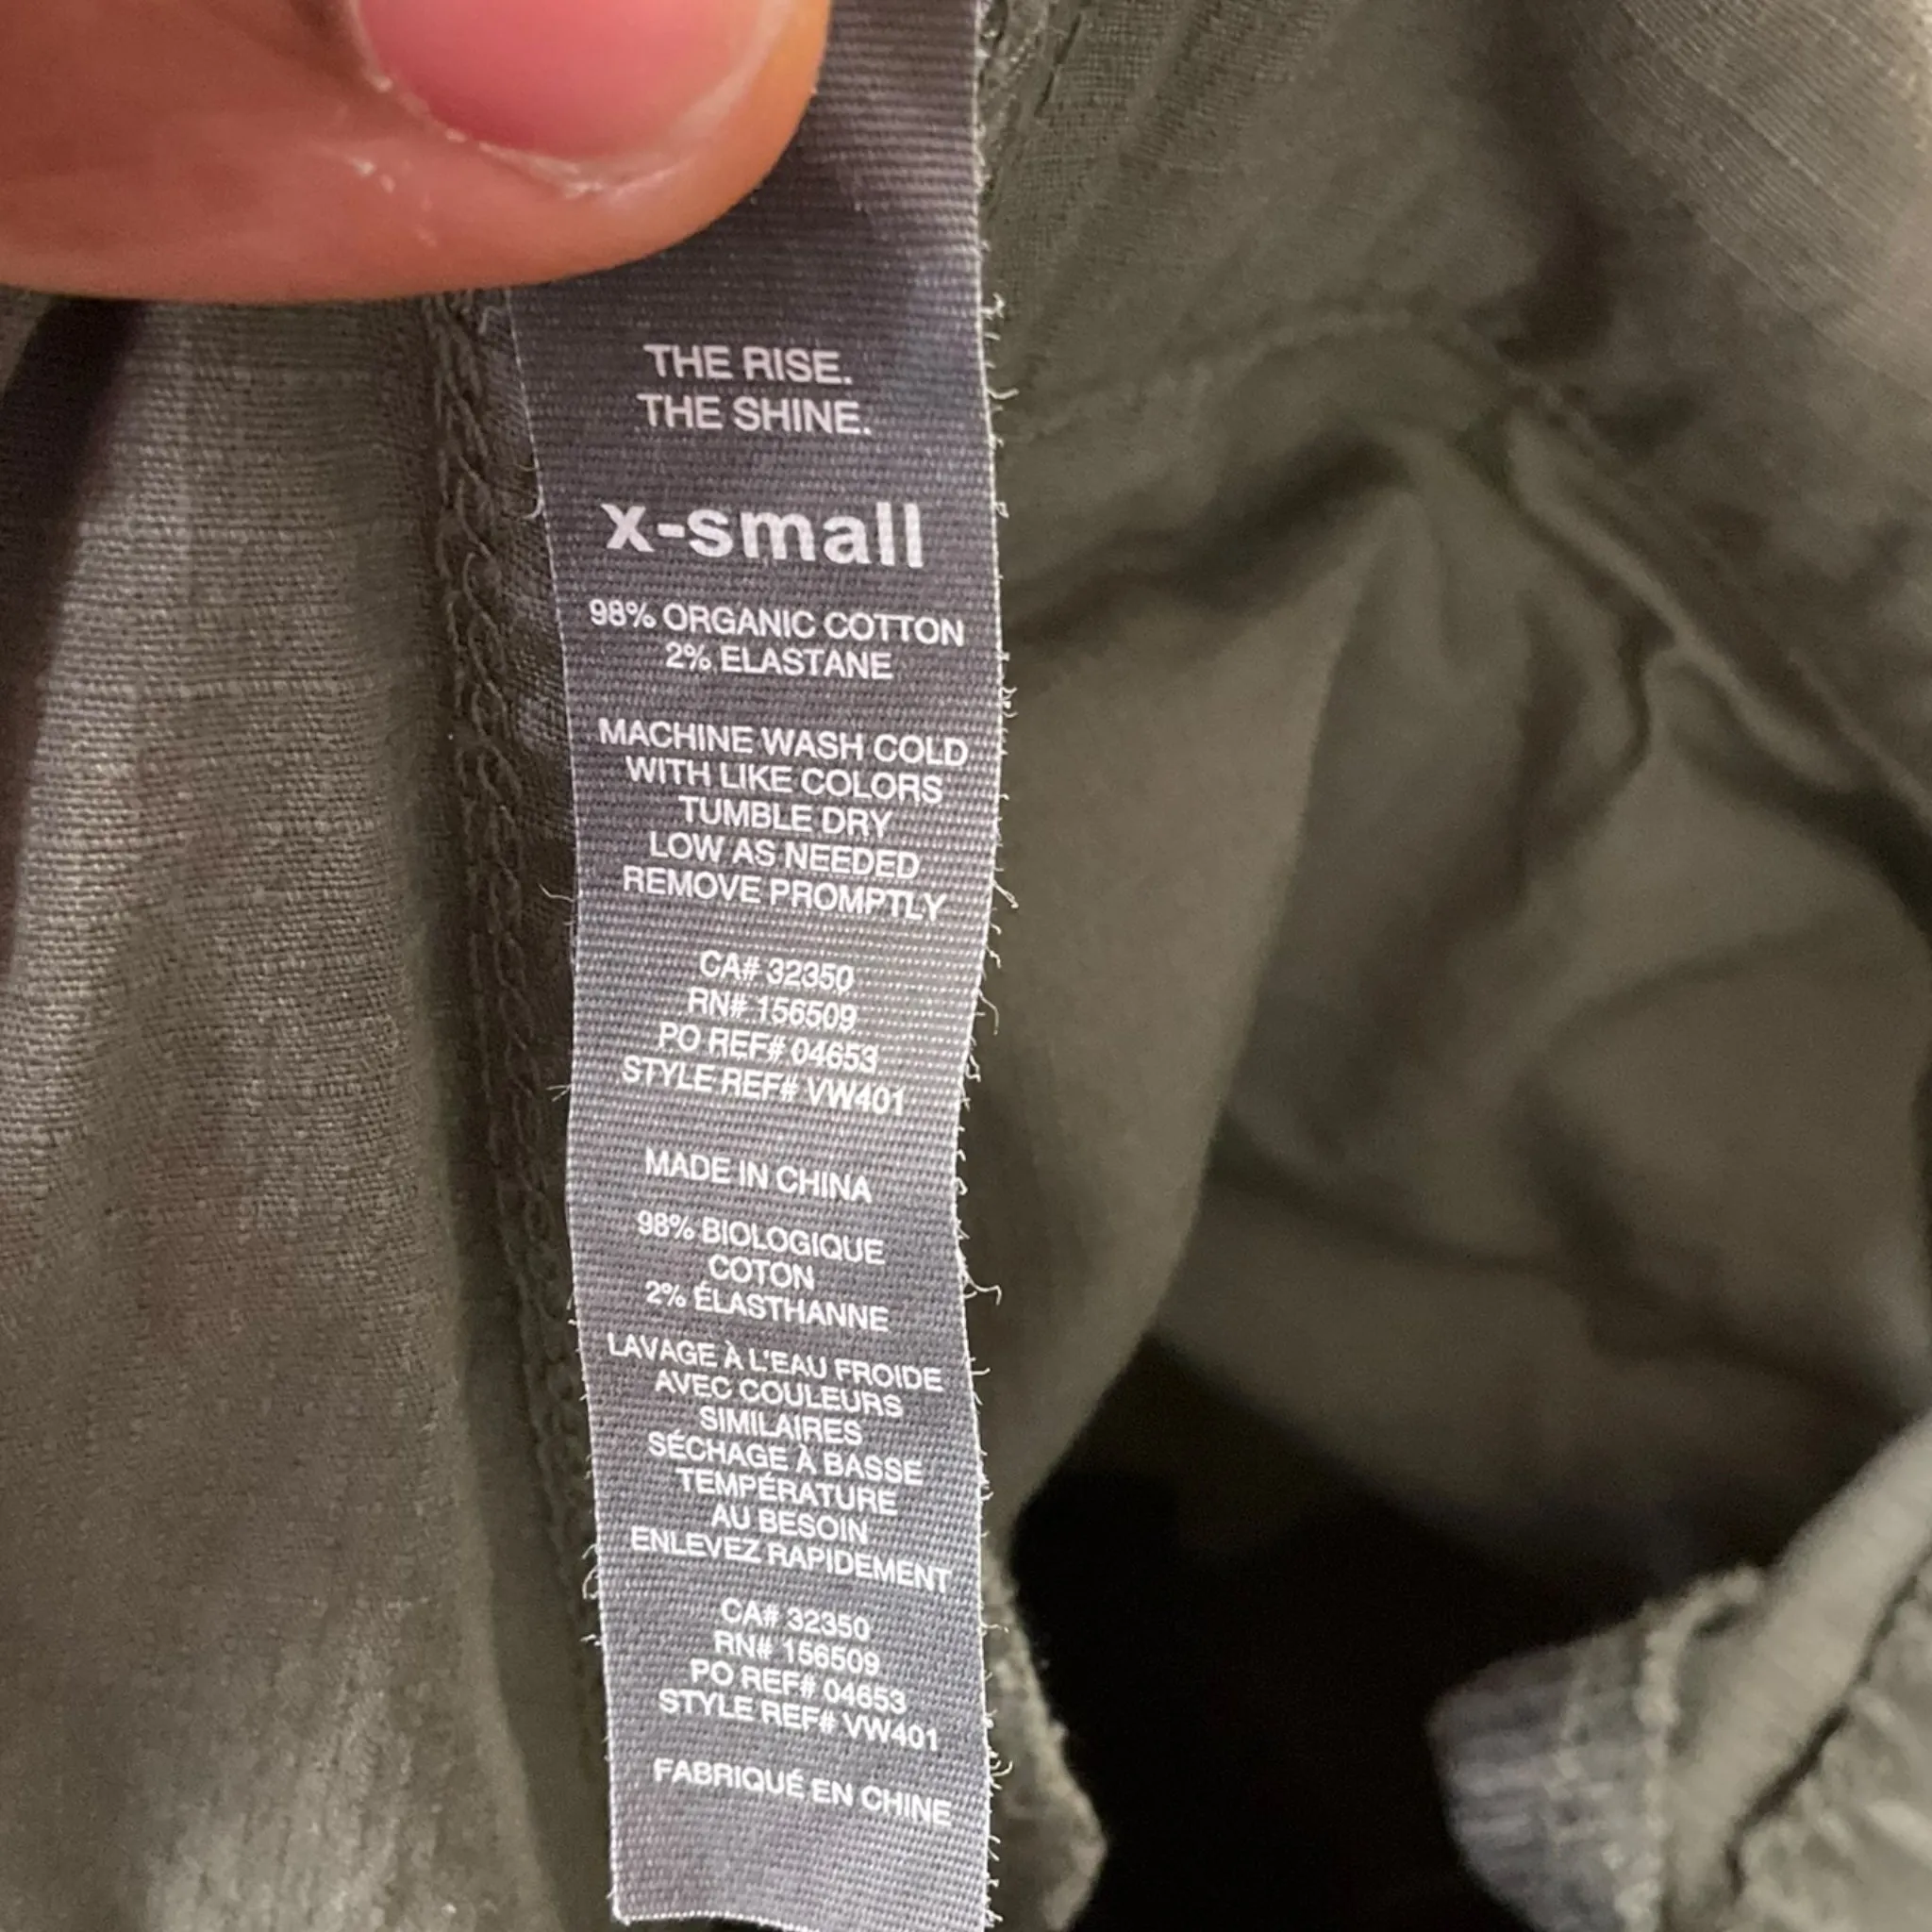 THE RISE.
THE SHINE.
x-small
98% ORGANIC COTTON
2% ELASTANE
MACHINE WASH COLD
WITH LIKE COLORS
TUMBLE DRY
LOW AS NEEDED
REMOVE PROMPTLY
CA# 32350
RN# 156509
PO REF# 04653
STYLE REF# VW401
MADE IN CHINA
98% BIOLOGIQUE
COTON
2% ÉLASTHANNE
LAVAGE À L'EAU FROIDE
AVEC COULEURS
SIMILAIRES
SÉCHAGE À BASSE
TEMPÉRATURE
AU BESOIN
ENLEVEZ RAPIDEMENT
CA# 32350
RN# 156509
PO REF# 04653
STYLE REF# VW401
FABRIQUÉ EN CHINE